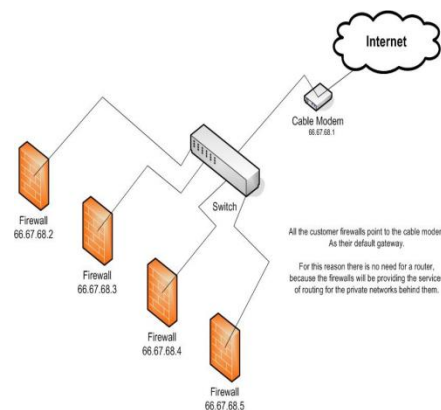 Internet
Cable Modem
66.67.68.1
Switch
Firewall
66.67.68.2
Firewall
66.67.68.3
Firewall
66.67.68.4
Firewall
66.67.68.5
All the customer firewalls point to the cable modem
As their default gateway.
For this reason there is no need for a router,
because the firewalls will be providing the services
of routing for the private networks behind them.